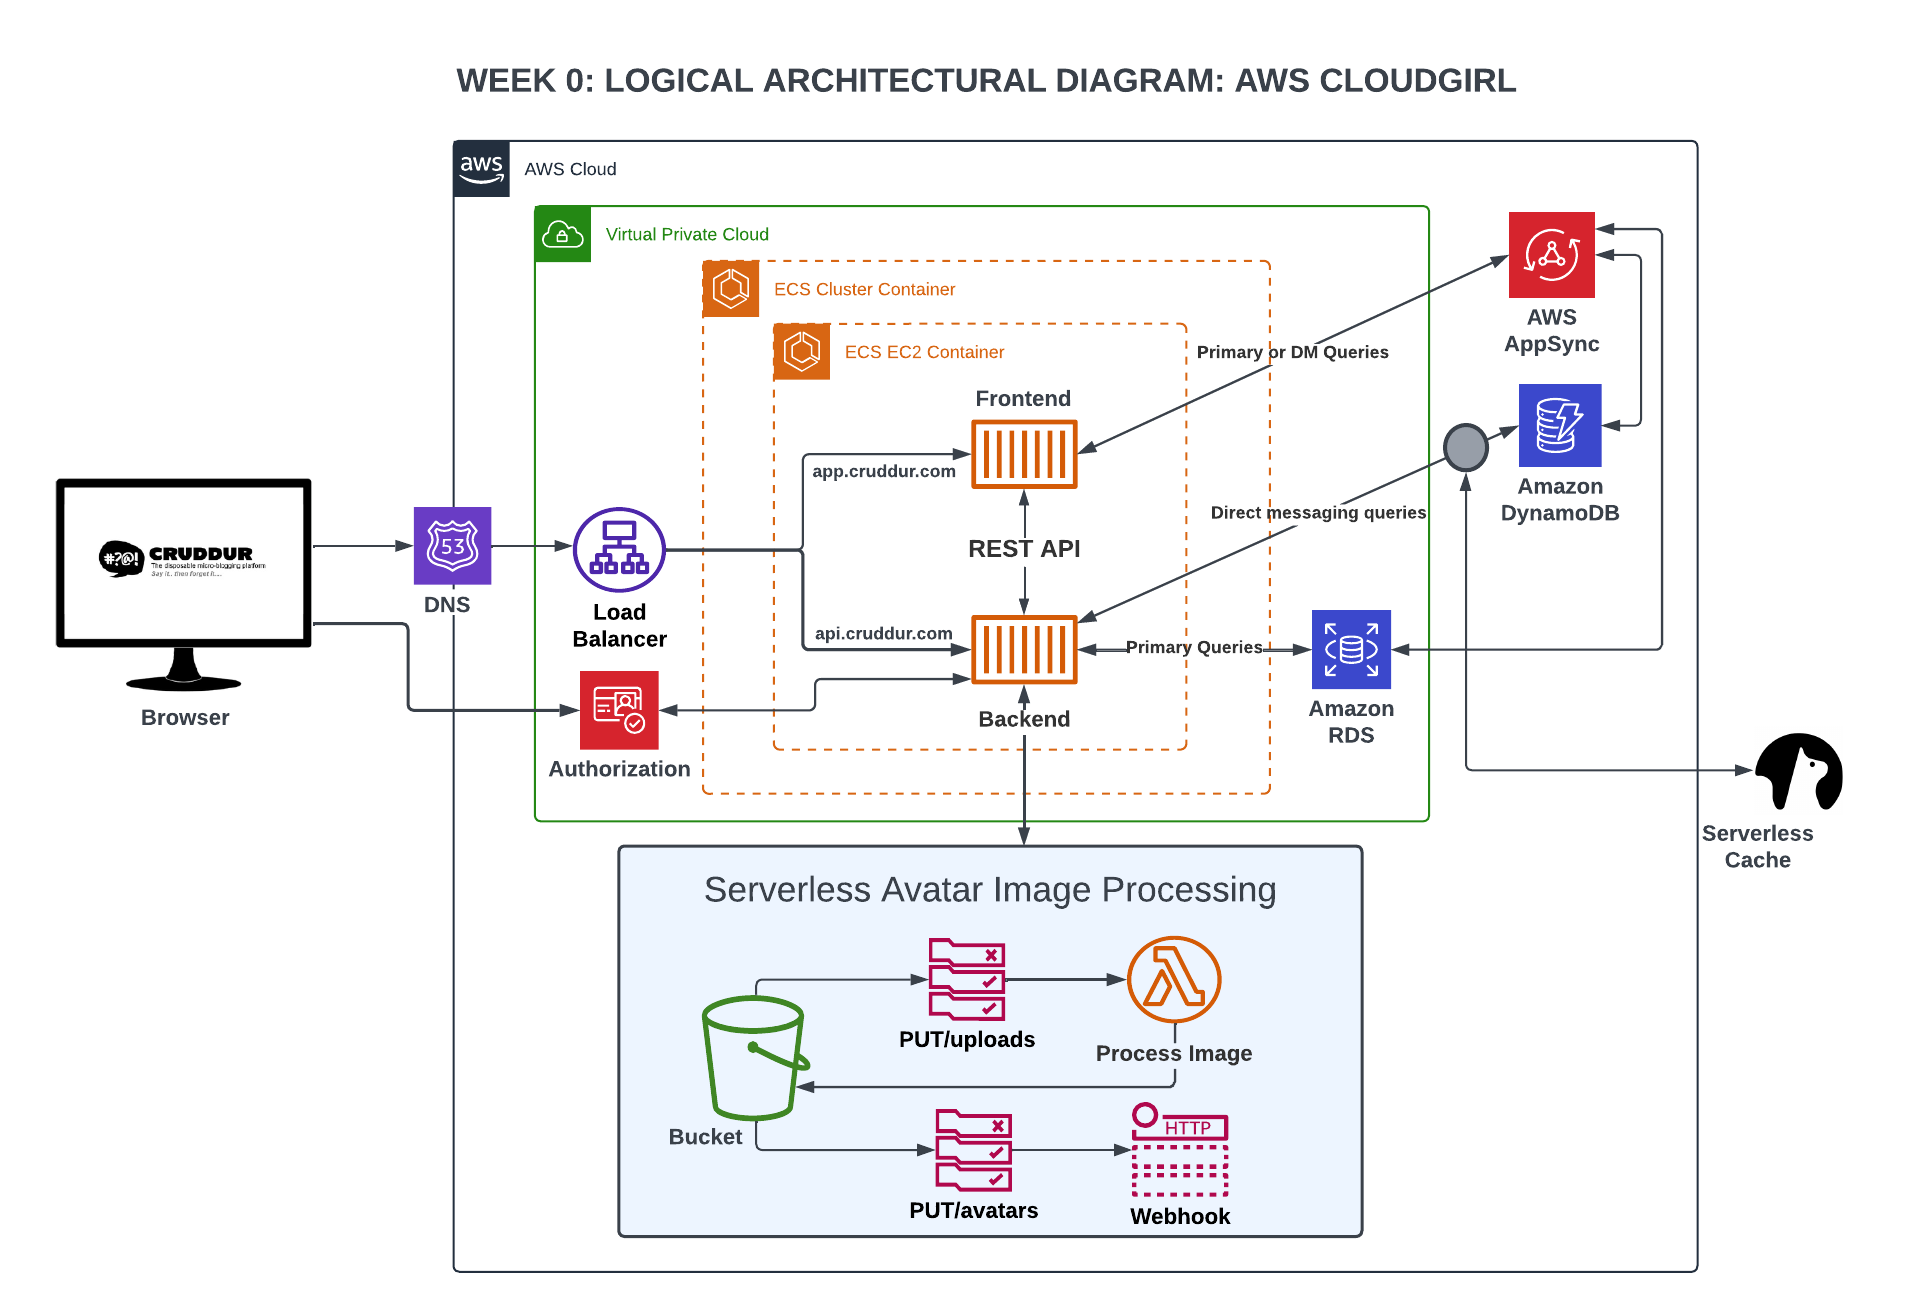 WEEK 0: LOGICAL ARCHITECTURAL DIAGRAM: AWS CLOUDGIRL
aws
AWS Cloud
Virtual Private Cloud
ECS Cluster Container
ECS EC2 Container
AWS
AppSync
Primary or DM Queries
Frontend
app.cruddur.com
Amazon
DynamoDB
Direct messaging queries
#?@!
CRUDDUR
The disposable micro-blogging platform
Say it.. then forget it....
53
DNS
REST API
Load
Balancer
api.cruddur.com
Primary Queries
Browser
Backend
Amazon
RDS
Authorization
Serverless
Cache
Serverless Avatar Image Processing
PUT/uploads
Process Image
Bucket
HTTP
PUT/avatars
Webhook